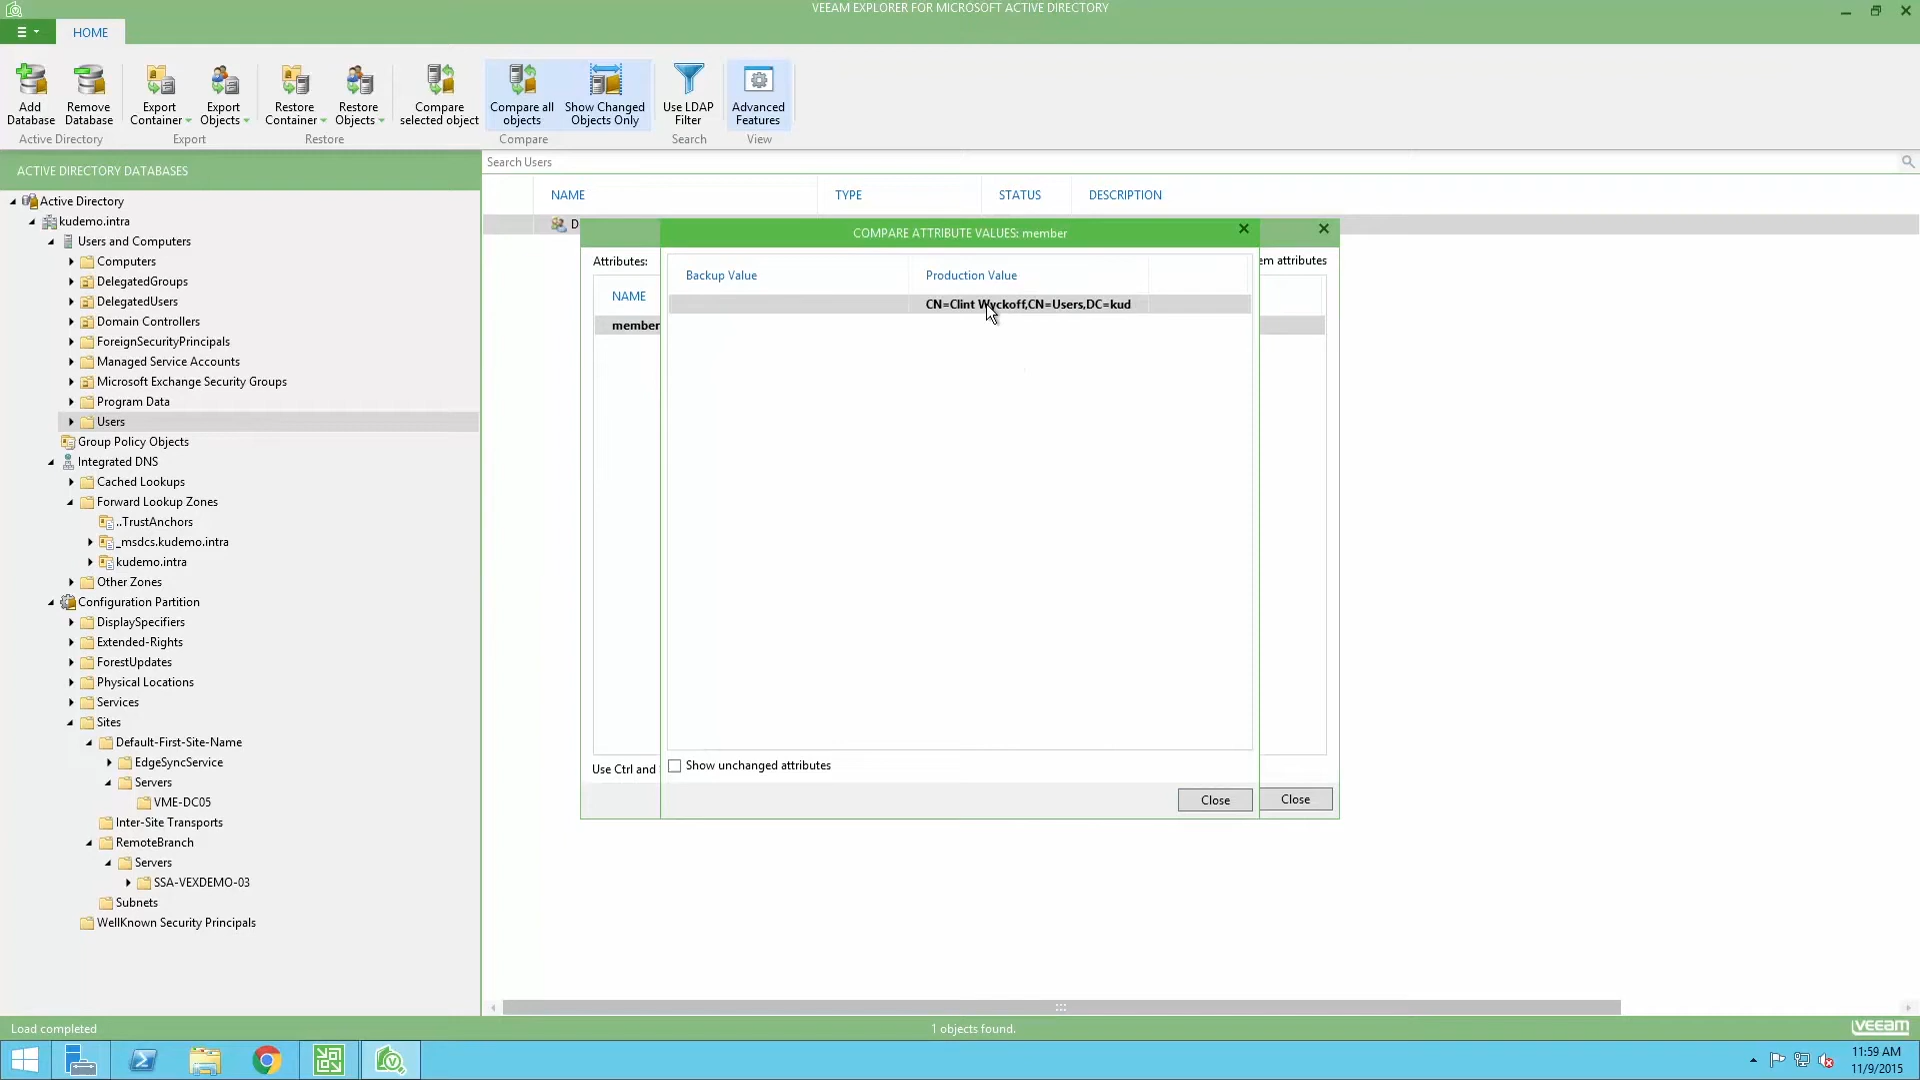 VEEAM EXPLORER FOR MICROSOFT ACTIVE DIRECTORY
HOME
Add Database
Remove Database
Export Container
Export Objects
Restore Container
Restore Objects
Compare selected object
Compare all objects
Show Changed Objects Only
Use LDAP Filter
Advanced Features
Active Directory
Export
Restore
Compare
Search
View
ACTIVE DIRECTORY DATABASES
Active Directory
kudemo.intra
Users and Computers
Computers
DelegatedGroups
DelegatedUsers
Domain Controllers
ForeignSecurityPrincipals
Managed Service Accounts
Microsoft Exchange Security Groups
Program Data
Users
Group Policy Objects
Integrated DNS
Cached Lookups
Forward Lookup Zones
..TrustAnchors
_msdcs.kudemo.intra
kudemo.intra
Other Zones
Configuration Partition
DisplaySpecifiers
Extended-Rights
ForestUpdates
Physical Locations
Services
Sites
Default-First-Site-Name
EdgeSyncService
Servers
VME-DC05
Inter-Site Transports
RemoteBranch
Servers
SSA-VEXDEMO-03
Subnets
WellKnown Security Principals
Search Users
NAME TYPE STATUS DESCRIPTION
D
Attributes:
em attributes
NAME
member
Use Ctrl and
Close
COMPARE ATTRIBUTE VALUES: member
Backup Value Production Value
CN=Clint Wyckoff,CN=Users,DC=kud
Show unchanged attributes
Close
Load completed
1 objects found.
veeam
11:59 AM
11/9/2015